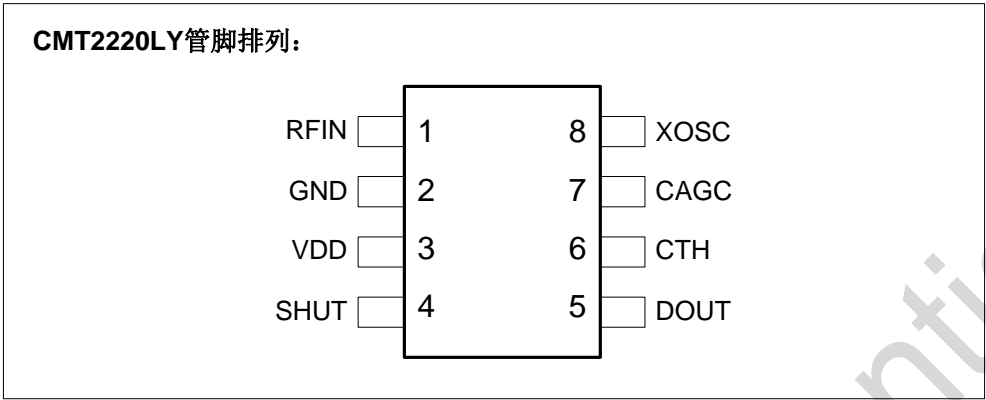 CMT2220LY管脚排列：
RFIN 1 8 XOSC
GND 2 7 CAGC
VDD 3 6 CTH
SHUT 4 5 DOUT